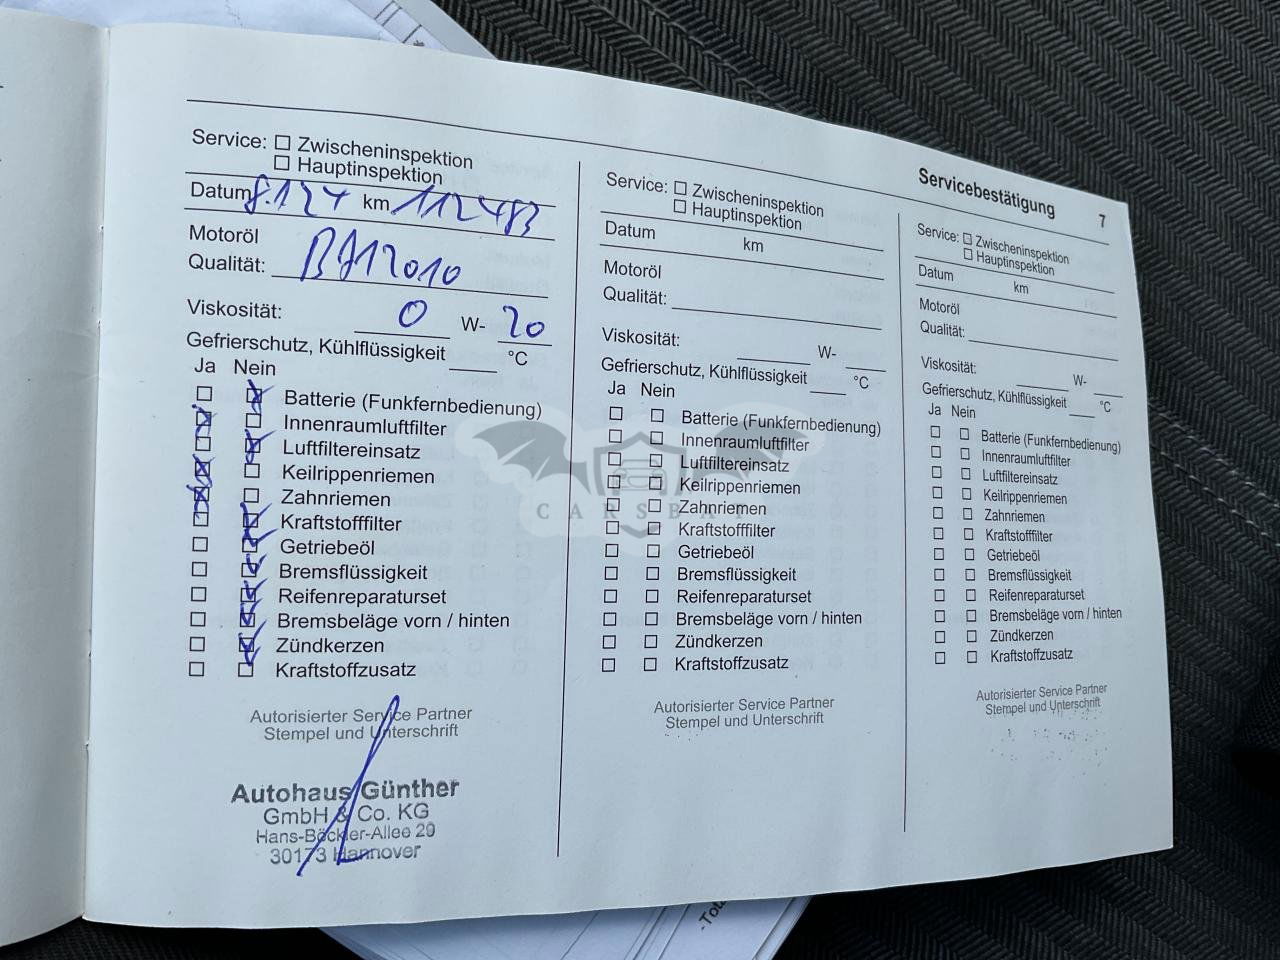 Servicebestätigung 7
Service: ☐ Zwischeninspektion
☐ Hauptinspektion
Datum 8.1 24 km 112483
Motoröl
Qualität: B712010
Viskosität: 0 W- 20
Gefrierschutz, Kühlflüssigkeit °C
Ja Nein
Batterie (Funkfernbedienung)
Innenraumluftfilter
Luftfiltereinsatz
Keilrippenriemen
Zahnriemen
Kraftstofffilter
Getriebeöl
Bremsflüssigkeit
Reifenreparaturset
Bremsbeläge vorn / hinten
Zündkerzen
Kraftstoffzusatz
Autorisierter Service Partner
Stempel und Unterschrift
Autohaus Günther
GmbH & Co. KG
Hans-Böckler-Allee 20
30173 Hannover
Service: ☐ Zwischeninspektion
☐ Hauptinspektion
Datum km
Motoröl
Qualität:
Viskosität: W-
Gefrierschutz, Kühlflüssigkeit °C
Ja Nein
Batterie (Funkfernbedienung)
Innenraumluftfilter
Luftfiltereinsatz
Keilrippenriemen
Zahnriemen
Kraftstofffilter
Getriebeöl
Bremsflüssigkeit
Reifenreparaturset
Bremsbeläge vorn / hinten
Zündkerzen
Kraftstoffzusatz
Autorisierter Service Partner
Stempel und Unterschrift
Service: ☐ Zwischeninspektion
☐ Hauptinspektion
Datum km
Motoröl
Qualität:
Viskosität: W-
Gefrierschutz, Kühlflüssigkeit °C
Ja Nein
Batterie (Funkfernbedienung)
Innenraumluftfilter
Luftfiltereinsatz
Keilrippenriemen
Zahnriemen
Kraftstofffilter
Getriebeöl
Bremsflüssigkeit
Reifenreparaturset
Bremsbeläge vorn / hinten
Zündkerzen
Kraftstoffzusatz
Autorisierter Service Partner
Stempel und Unterschrift
CARSBAT